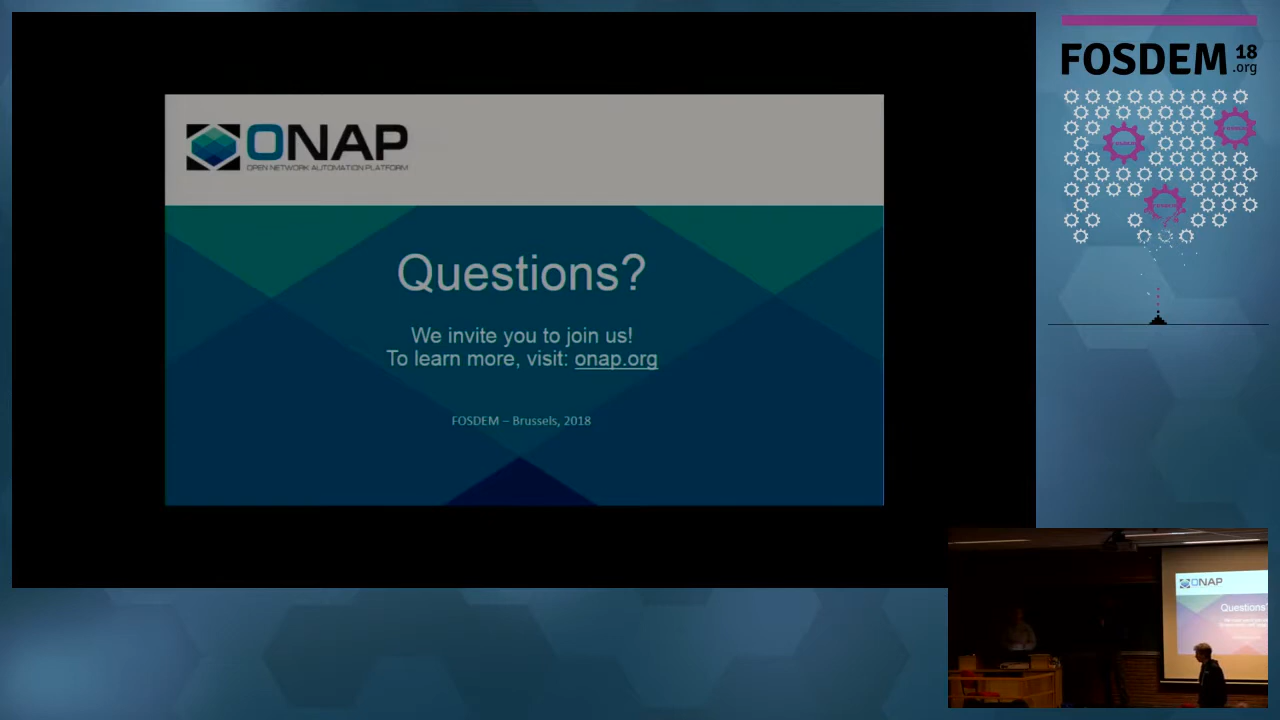 ONAP
OPEN NETWORK AUTOMATION PLATFORM
Questions?
We invite you to join us!
To learn more, visit: onap.org
FOSDEM – Brussels, 2018
FOSDEM 18
.org
ONAP
Questions?